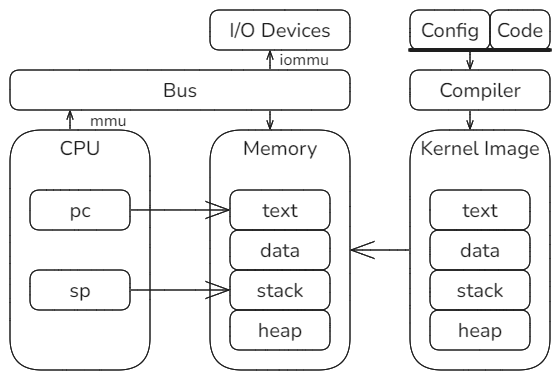 I/O Devices
Config
Code
iommu
Bus
Compiler
mmu
CPU
Memory
Kernel Image
pc
text
text
data
data
sp
stack
stack
heap
heap